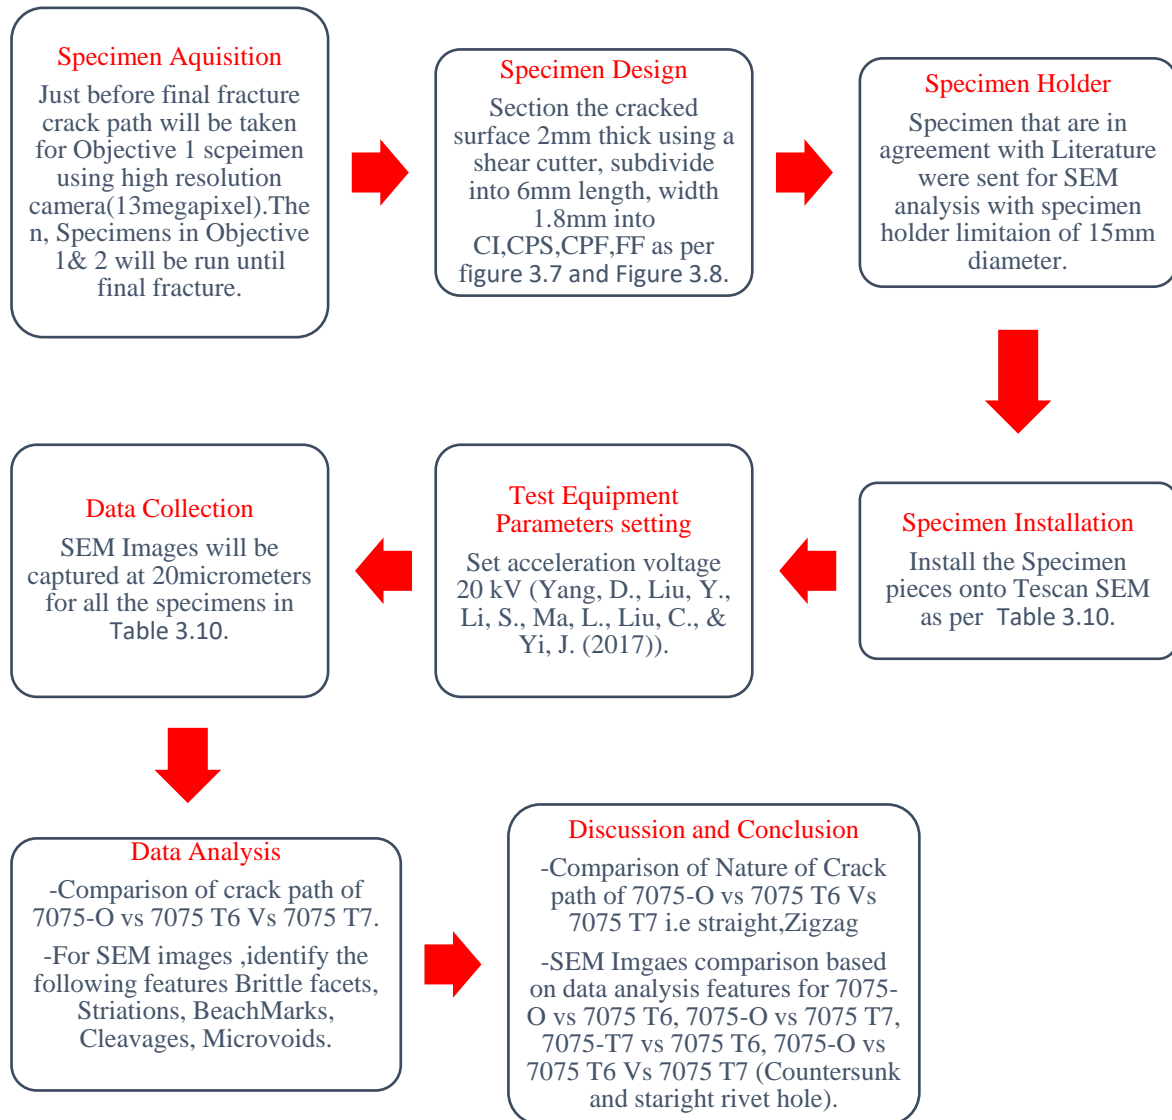 Specimen Aquisition
Just before final fracture
crack path will be taken
for Objective 1 scpeimen
using high resolution
camera(13megapixel).The
n, Specimens in Objective
1& 2 will be run until
final fracture.
Specimen Design
Section the cracked
surface 2mm thick using a
shear cutter, subdivide
into 6mm length, width
1.8mm into
CI,CPS,CPF,FF as per
figure 3.7 and Figure 3.8.
Specimen Holder
Specimen that are in
agreement with Literature
were sent for SEM
analysis with specimen
holder limitaion of 15mm
diameter.
Specimen Installation
Install the Specimen
pieces onto Tescan SEM
as per Table 3.10.
Test Equipment
Parameters setting
Set acceleration voltage
20 kV (Yang, D., Liu, Y.,
Li, S., Ma, L., Liu, C., &
Yi, J. (2017)).
Data Collection
SEM Images will be
captured at 20micrometers
for all the specimens in
Table 3.10.
Data Analysis
-Comparison of crack path of
7075-O vs 7075 T6 Vs 7075 T7.
-For SEM images ,identify the
following features Brittle facets,
Striations, BeachMarks,
Cleavages, Microvoids.
Discussion and Conclusion
-Comparison of Nature of Crack
path of 7075-O vs 7075 T6 Vs
7075 T7 i.e straight,Zigzag
-SEM Imgaes comparison based
on data analysis features for 7075-
O vs 7075 T6, 7075-O vs 7075 T7,
7075-T7 vs 7075 T6, 7075-O vs
7075 T6 Vs 7075 T7 (Countersunk
and staright rivet hole).